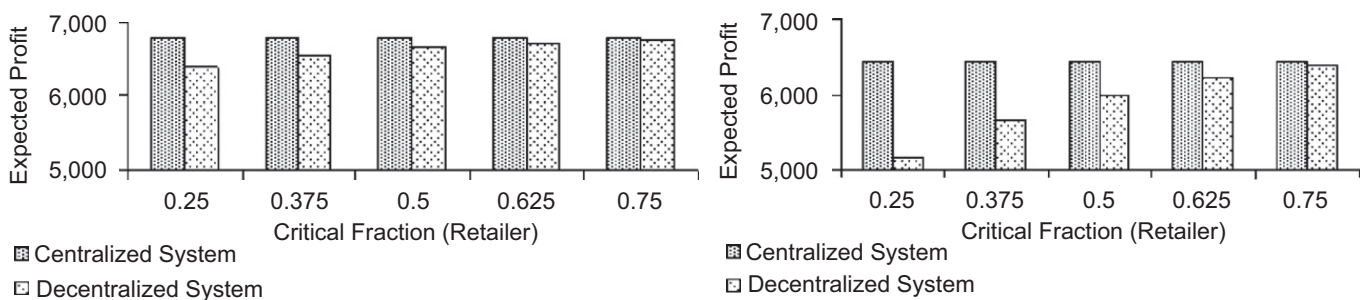 Expected Profit
7,000
6,000
5,000
0.25 0.375 0.5 0.625 0.75
Critical Fraction (Retailer)
Centralized System
Decentralized System
Expected Profit
7,000
6,000
5,000
0.25 0.375 0.5 0.625 0.75
Critical Fraction (Retailer)
Centralized System
Decentralized System